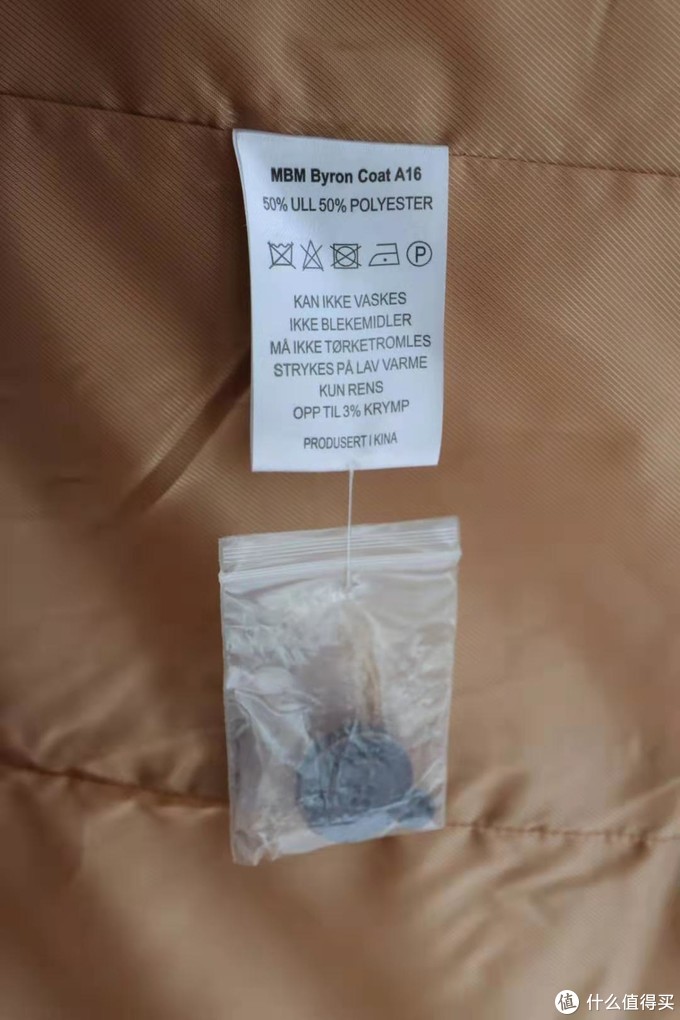 MBM Byron Coat A16
50% ULL 50% POLYESTER
P
KAN IKKE VASKES
IKKE BLEKEMIDLER
MÅ IKKE TØRKETROMLES
STRYKES PÅ LAV VARME
KUN RENS
OPP TIL 3% KRYMP
PRODUSERT I KINA
值 什么值得买